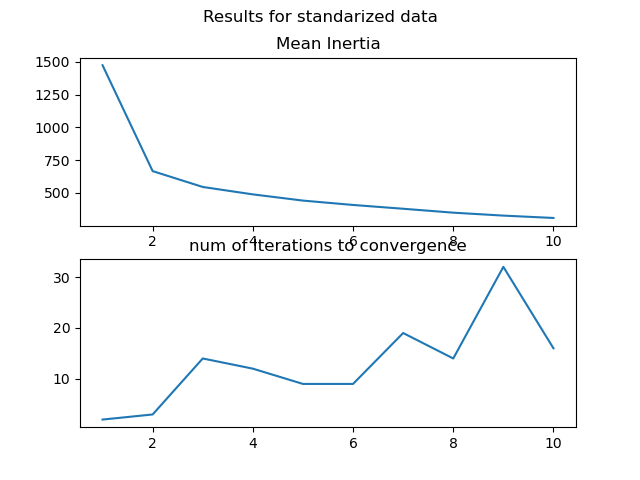 Results for standarized data
Mean Inertia
1500
1250
1000
750
500
2 4 6 8 10
num of iterations to convergence
30
20
10
2 4 6 8 10